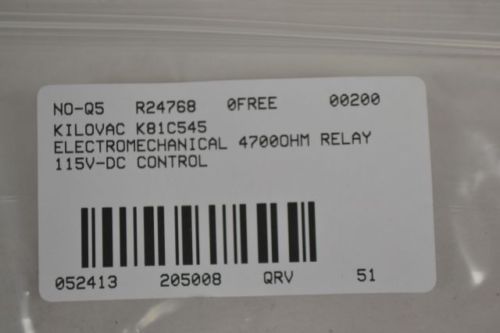 NO-Q5 R24768 0FREE 00200
KILOVAC K81C545
ELECTROMECHANICAL 4700OHM RELAY
115V-DC CONTROL
052413 205008 QRV 51